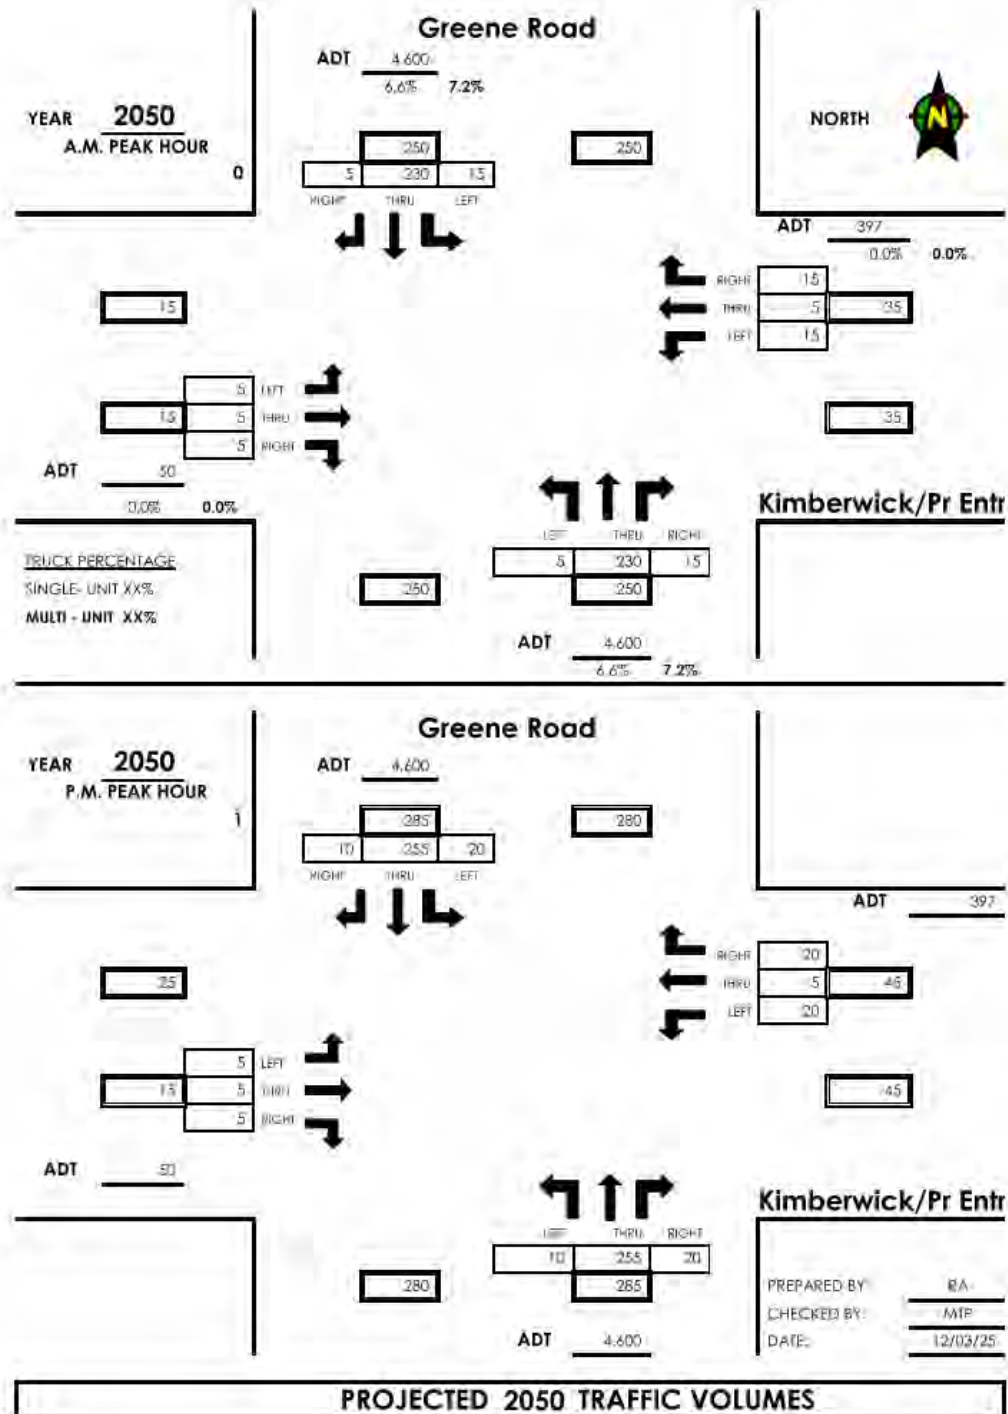 Greene Road
ADT 4,600
6.6% 7.2%
YEAR 2050
A.M. PEAK HOUR
0
NORTH
N
250
250
5 230 15
RIGHT THRU LEFT
ADT 397
0.0% 0.0%
RIGHT 15
15
THRU 5 35
LEFT 15
5 LEFT
15 5 THRU
35
5 RIGHT
ADT 50
0.0% 0.0%
Kimberwick/Pr Entr
TRUCK PERCENTAGE
SINGLE- UNIT XX%
MULTI - UNIT XX%
LEFT THRU RIGHT
5 230 15
250
250
ADT 4,600
6.6% 7.2%
Greene Road
YEAR 2050
P.M. PEAK HOUR
1
ADT 4,600
285
280
10 255 20
RIGHT THRU LEFT
ADT 397
RIGHT 20
25
THRU 5 45
LEFT 20
5 LEFT
15 5 THRU
45
5 RIGHT
ADT 50
Kimberwick/Pr Entr
LEFT THRU RIGHT
10 255 20
280
285
ADT 4,600
PREPARED BY: RA
CHECKED BY: MTP
DATE: 12/03/25
PROJECTED 2050 TRAFFIC VOLUMES